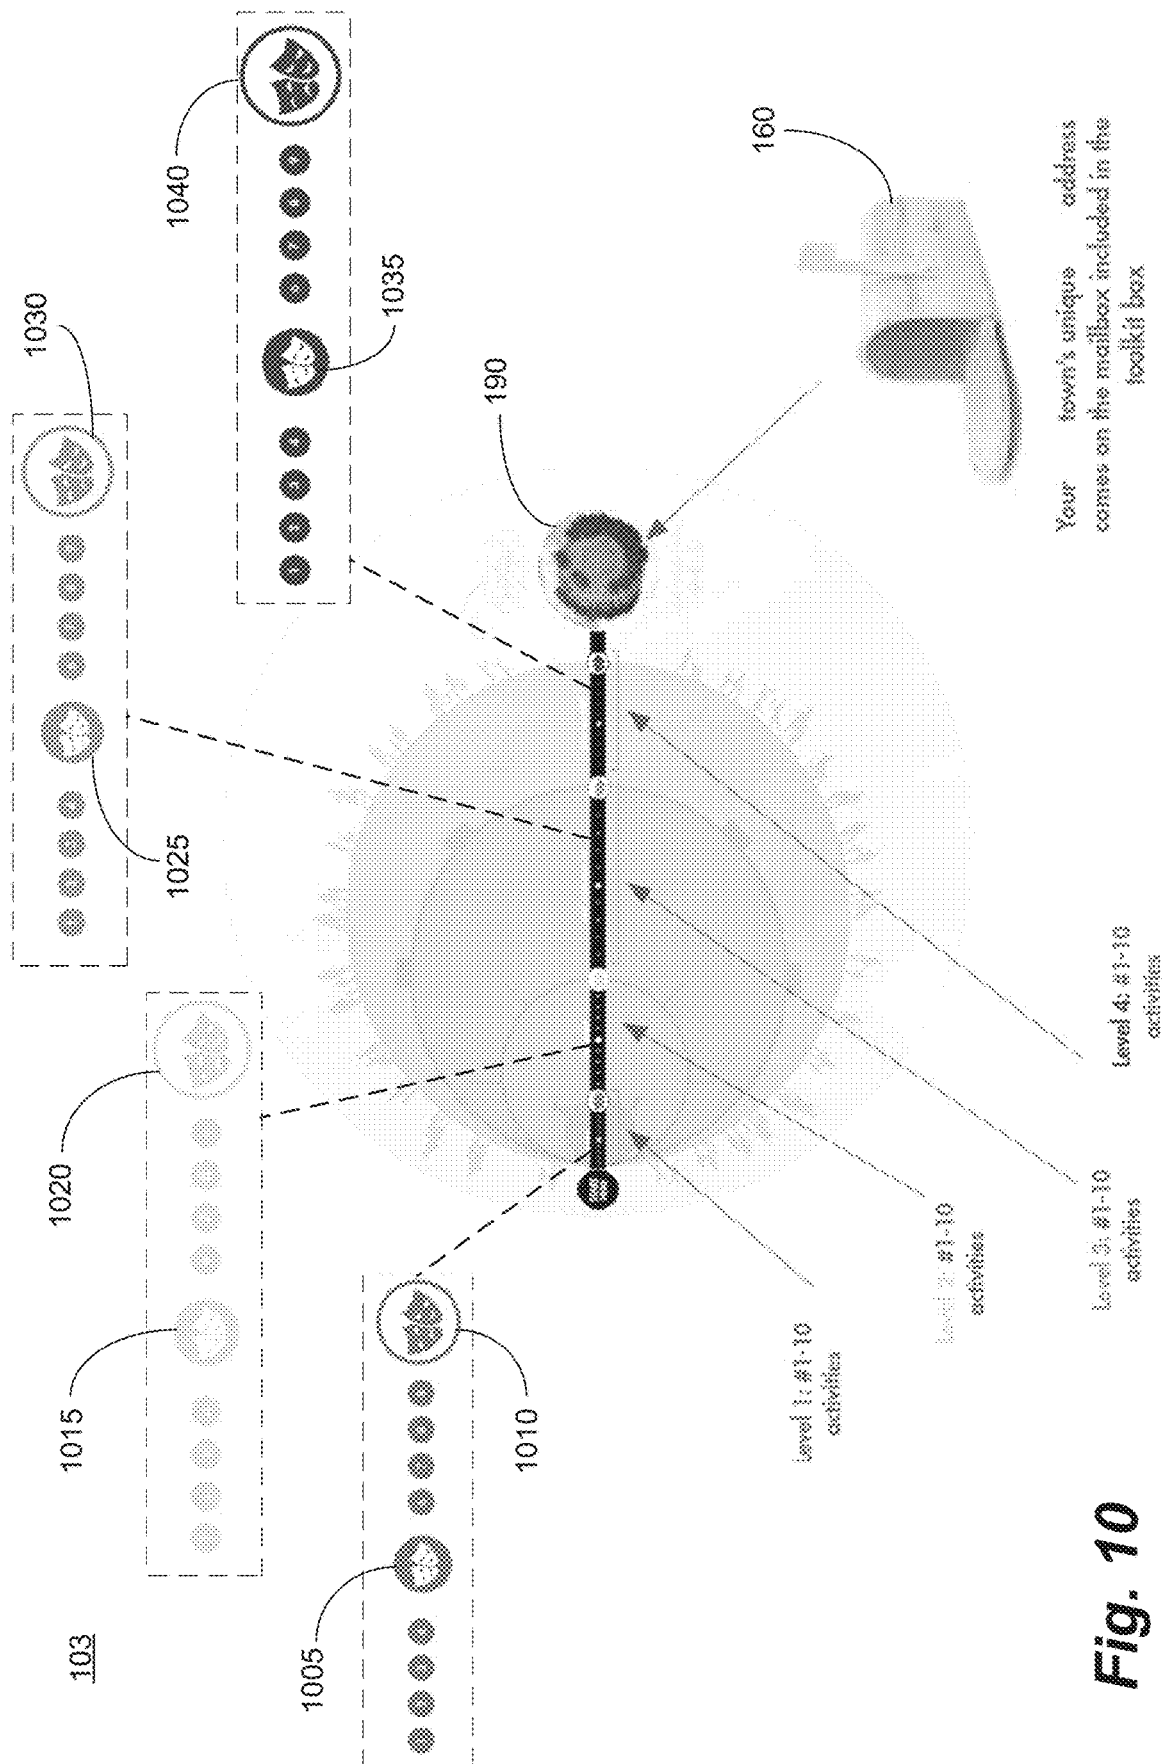 103
1005
1010
1015
1020
1025
1030
1035
1040
190
160
Level 1: #1-10
activities
Level 2: #1-10
activities
Level 3: #1-10
activities
Level 4: #1-10
activities
Your town's unique address
comes on the mailbox included in the
toolkit box
Fig. 10